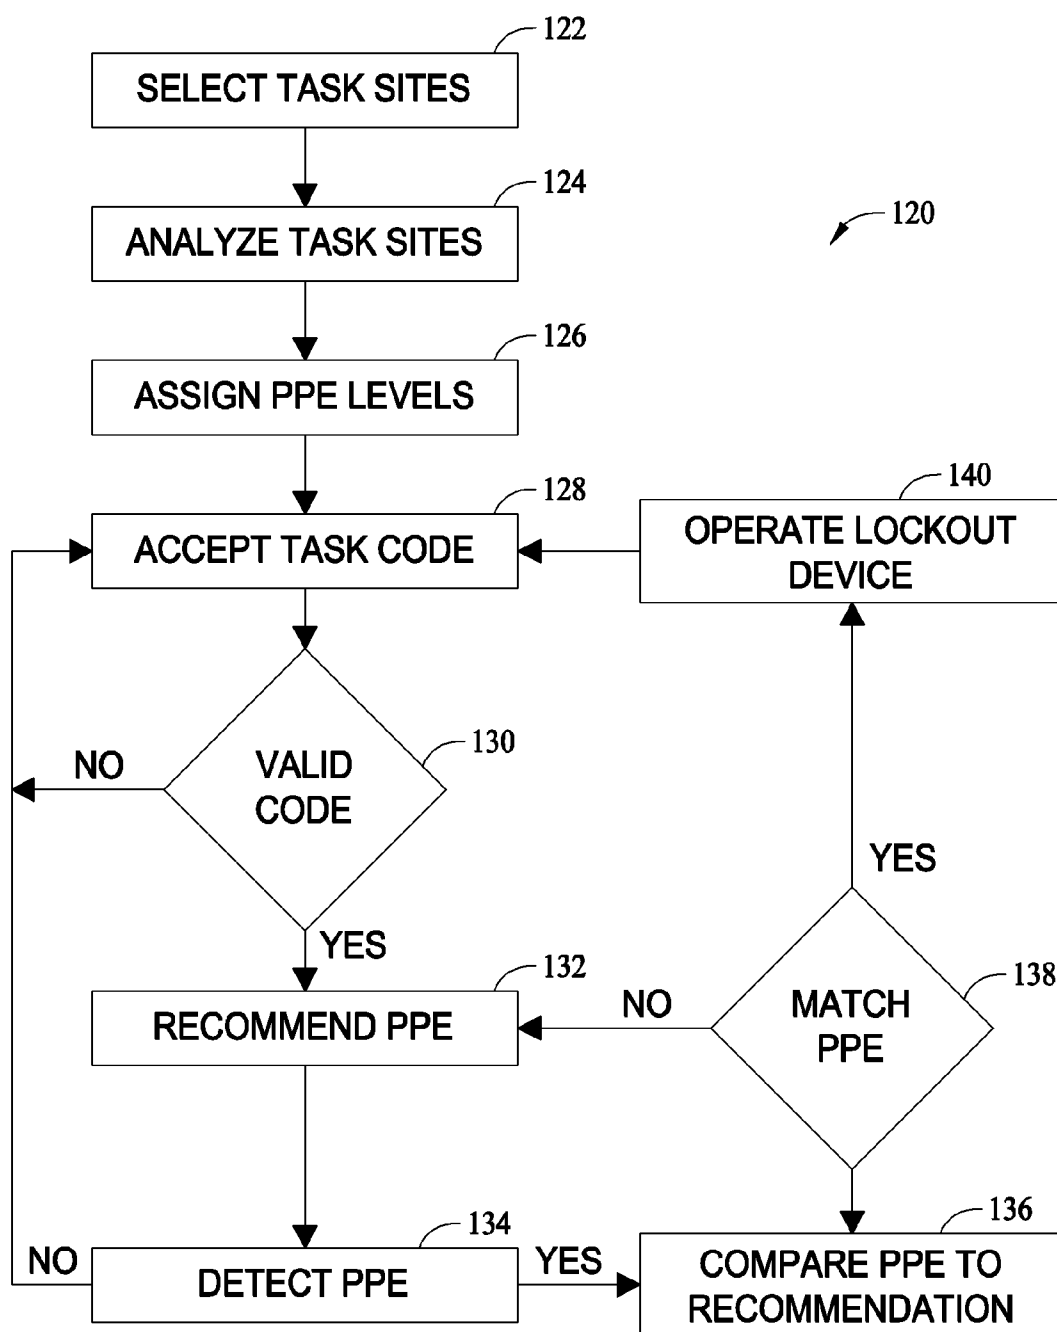 122
SELECT TASK SITES
124
ANALYZE TASK SITES
120
126
ASSIGN PPE LEVELS
128
ACCEPT TASK CODE
140
OPERATE LOCKOUT
DEVICE
130
VALID
CODE
NO
YES
YES
132
RECOMMEND PPE
NO
138
MATCH
PPE
134
DETECT PPE
NO
YES
136
COMPARE PPE TO
RECOMMENDATION